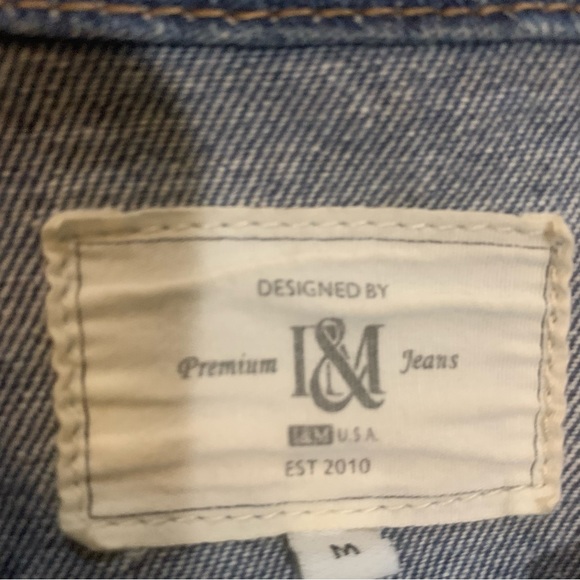 DESIGNED BY
Premium I&M Jeans
I&M U.S.A.
EST 2010
M